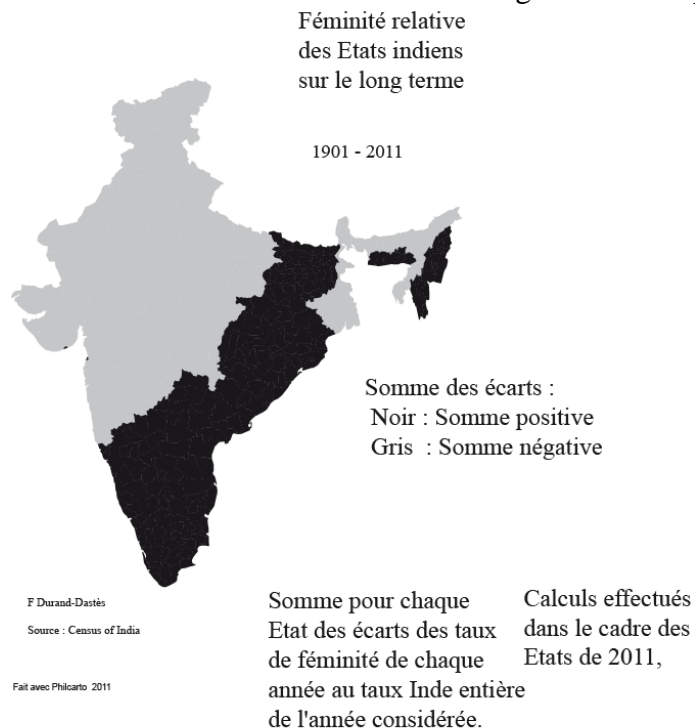 Féminité relative
des Etats indiens
sur le long terme
1901 - 2011
Somme des écarts :
Noir : Somme positive
Gris : Somme négative
F Durand-Dastès
Source : Census of India
Fait avec Philcarto 2011
Somme pour chaque
Etat des écarts des taux
de féminité de chaque
année au taux Inde entière
de l'année considérée.
Calculs effectués
dans le cadre des
Etats de 2011,